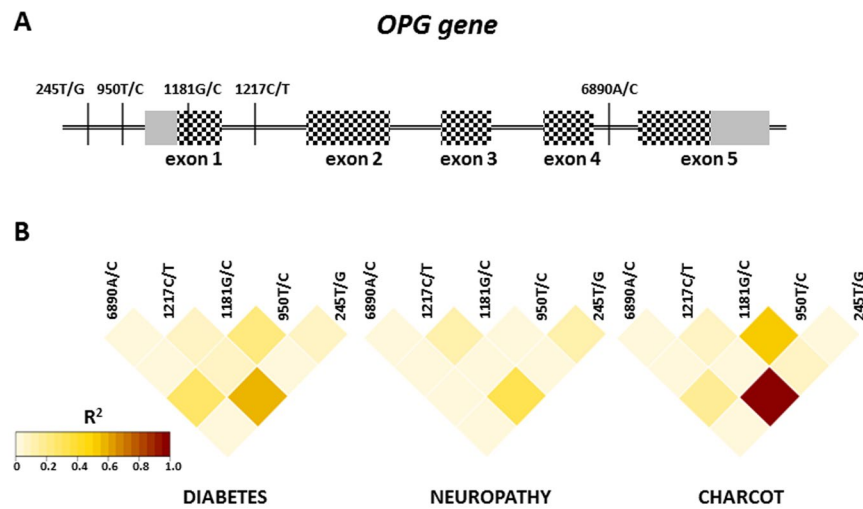 A
OPG gene
245T/G 950T/C 1181G/C 1217C/T 6890A/C
exon 1 exon 2 exon 3 exon 4 exon 5
B
6890A/C 1217C/T 1181G/C 950T/C 245T/G
6890A/C 1217C/T 1181G/C 950T/C 245T/G
6890A/C 1217C/T 1181G/C 950T/C 245T/G
R²
0 0.2 0.4 0.6 0.8 1.0
DIABETES NEUROPATHY CHARCOT